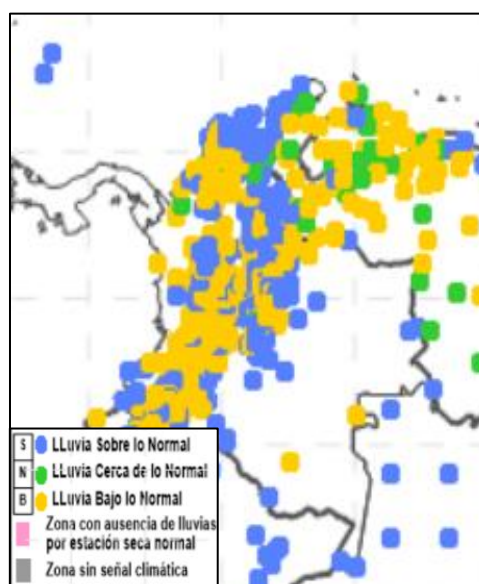 S LLuvia Sobre lo Normal
N LLuvia Cerca de lo Normal
B LLuvia Bajo lo Normal
Zona con ausencia de lluvias
por estación seca normal
Zona sin señal climática